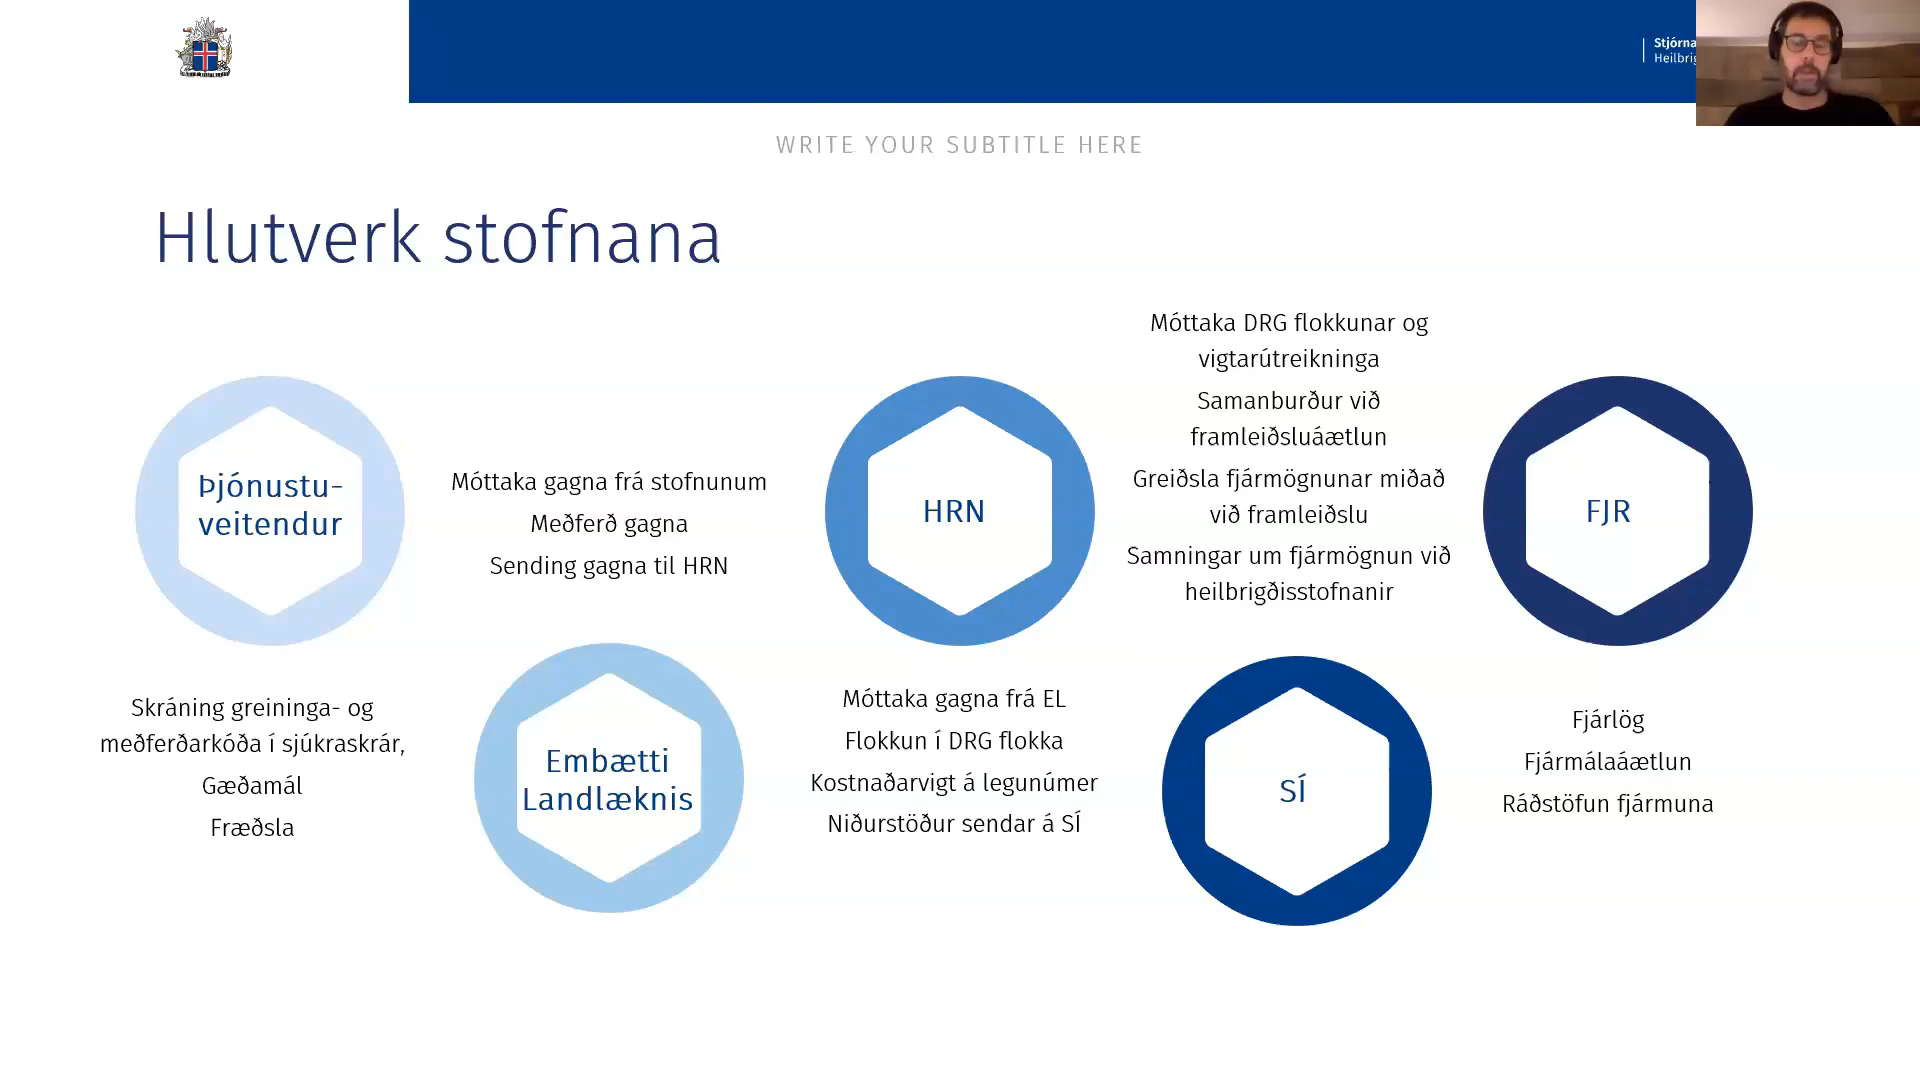 Stjórna
Heilbrig
WRITE YOUR SUBTITLE HERE
Hlutverk stofnana
Þjónustu-
veitendur
Skráning greininga- og
meðferðarkóða í sjúkraskrár,
Gæðamál
Fræðsla
Móttaka gagna frá stofnunum
Meðferð gagna
Sending gagna til HRN
Embætti
Landlæknis
HRN
Móttaka gagna frá EL
Flokkun í DRG flokka
Kostnaðarvigt á legunúmer
Niðurstöður sendar á SÍ
Móttaka DRG flokkunar og
vigtarútreikninga
Samanburður við
framleiðsluáætlun
Greiðsla fjármögnunar miðað
við framleiðslu
Samningar um fjármögnun við
heilbrigðisstofnanir
SÍ
FJR
Fjárlög
Fjármálaáætlun
Ráðstöfun fjármuna